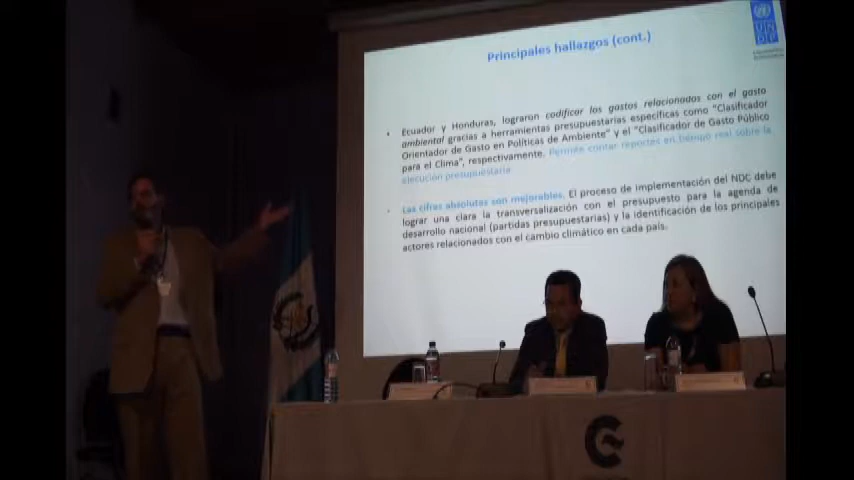 UNDP
Principales hallazgos (cont.)
• Ecuador y Honduras, lograron codificar los gastos relacionados con el gasto
ambiental gracias a herramientas presupuestarias específicas como "Clasificador
Orientador de Gasto en Políticas de Ambiente" y el "Clasificador de Gasto Público
para el Clima", respectivamente. Permite contar reportes en tiempo real sobre la
ejecución presupuestaria
• Las cifras absolutas son mejorables. El proceso de implementación del NDC debe
lograr una clara la transversalización con el presupuesto para la agenda de
desarrollo nacional (partidas presupuestarias) y la identificación de los principales
actores relacionados con el cambio climático en cada país.